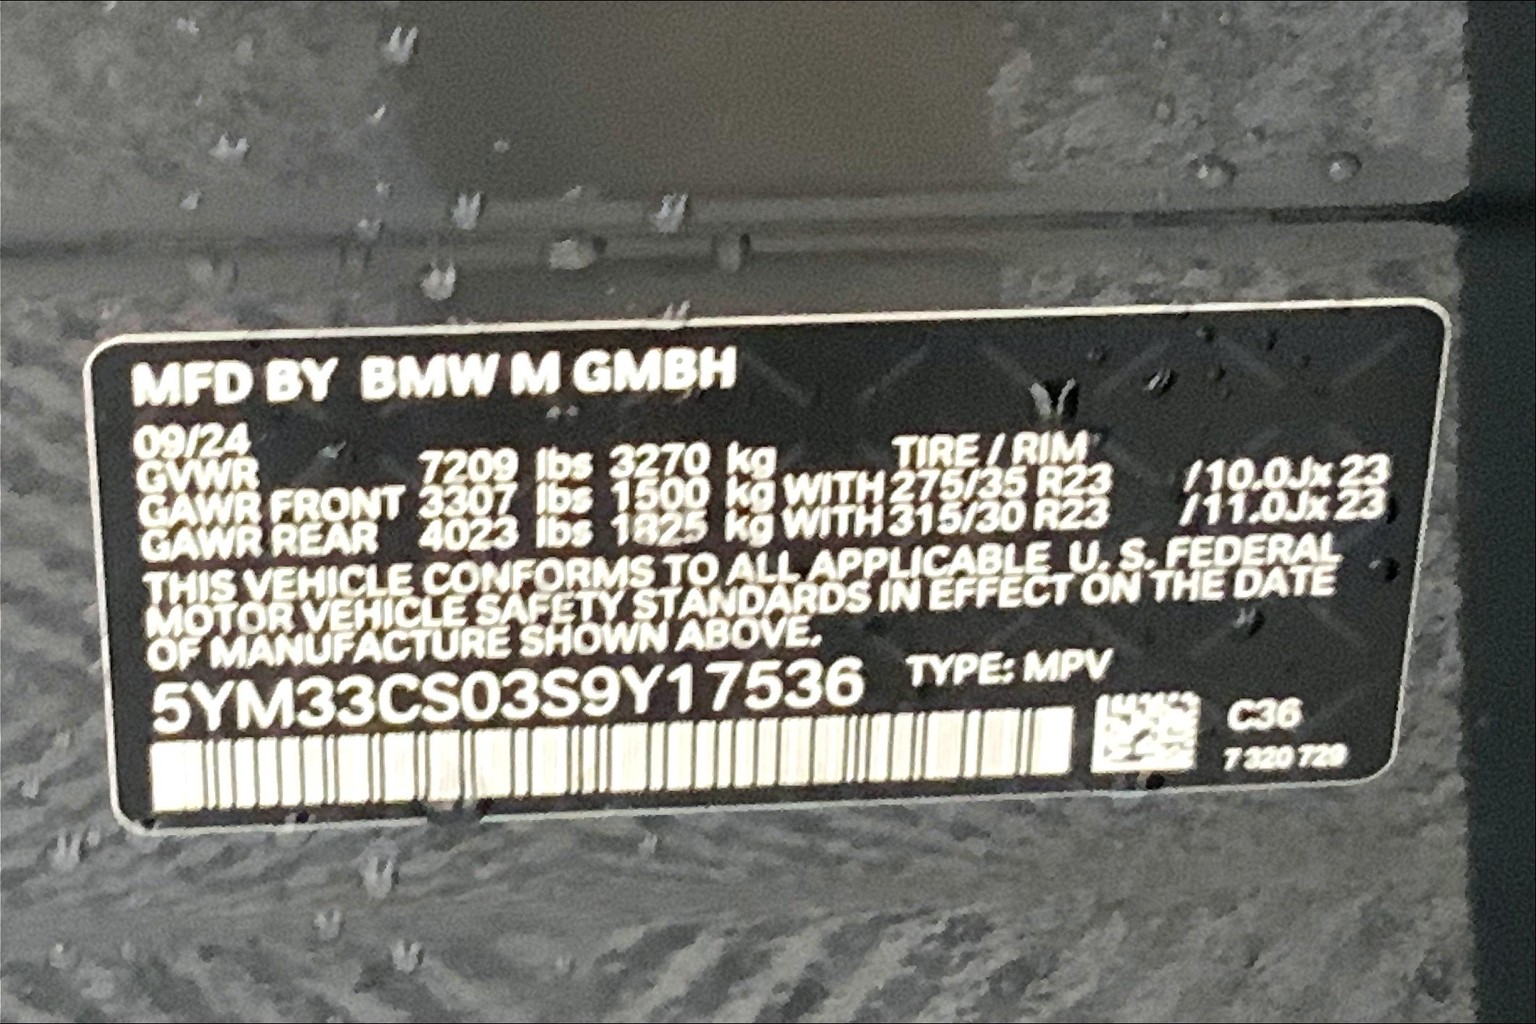 MFD BY BMW M GMBH
09/24 TIRE / RIM
GVWR 7209 lbs 3270 kg
GAWR FRONT 3307 lbs 1500 kg WITH 275/35 R23 /10.0Jx 23
GAWR REAR 4023 lbs 1825 kg WITH 315/30 R23 /11.0Jx 23
THIS VEHICLE CONFORMS TO ALL APPLICABLE U. S. FEDERAL
MOTOR VEHICLE SAFETY STANDARDS IN EFFECT ON THE DATE
OF MANUFACTURE SHOWN ABOVE.
5YM33CS03S9Y17536 TYPE: MPV
C36
7 320 729